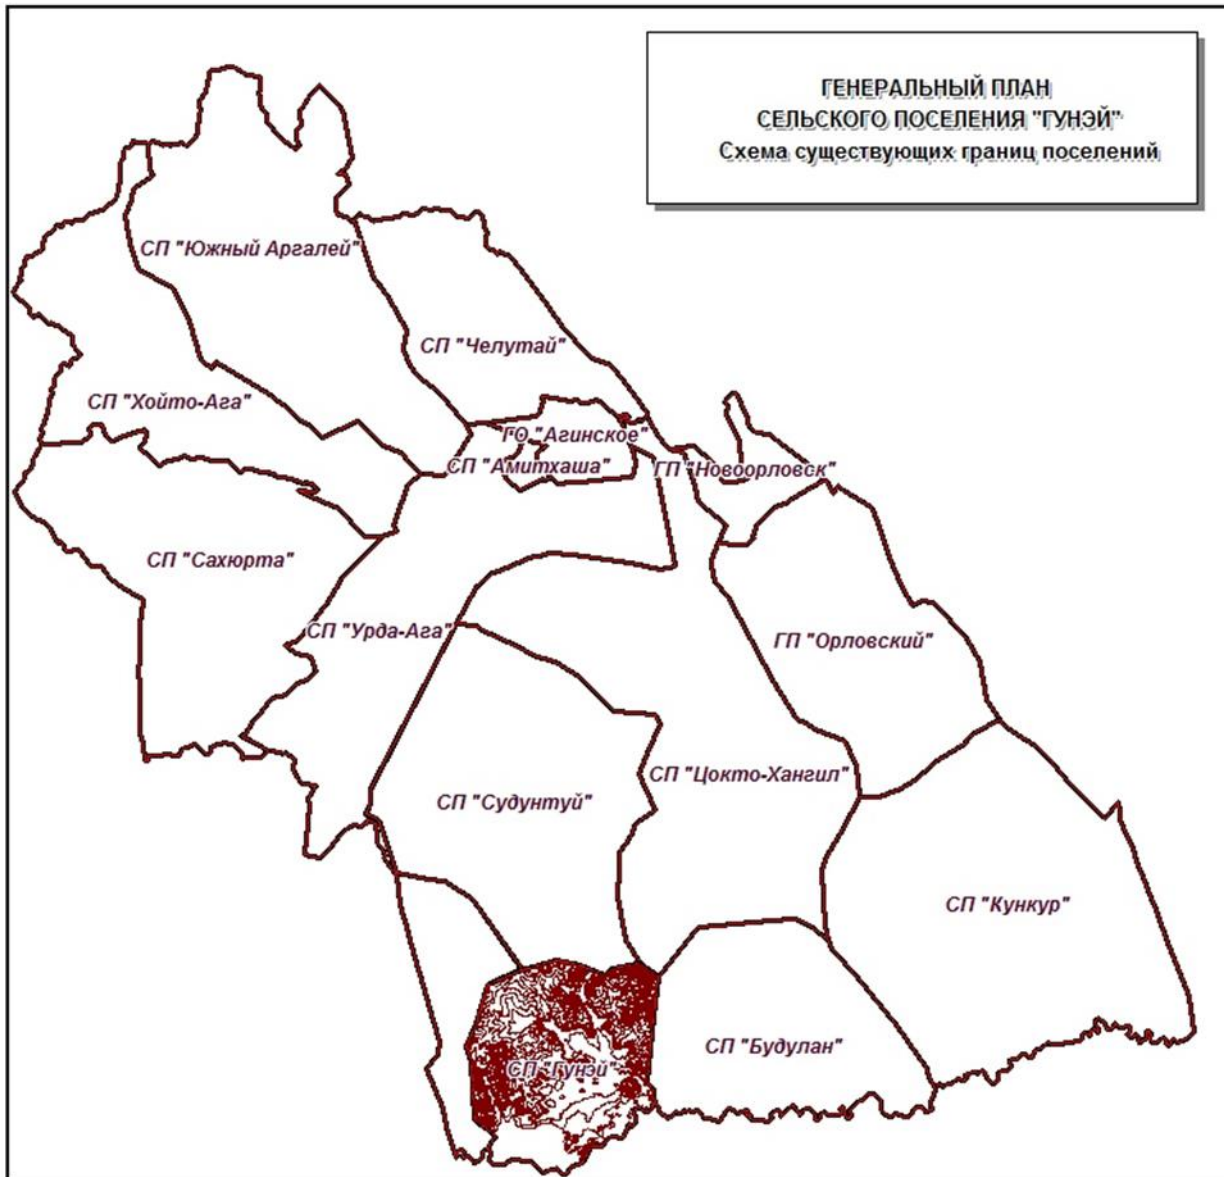 ГЕНЕРАЛЬНЫЙ ПЛАН
СЕЛЬСКОГО ПОСЕЛЕНИЯ "ГУНЭЙ"
Схема существующих границ поселений
СП "Южный Аргалей"
СП "Челутай"
СП "Хойто-Ага"
ГО "Агинское"
СП "Амитхаша"
ГП "Новоорловск"
СП "Сахюрта"
СП "Урда-Ага"
ГП "Орловский"
СП "Цокто-Хангил"
СП "Судунтуй"
СП "Кункур"
СП "Будулан"
СП "Гунэй"